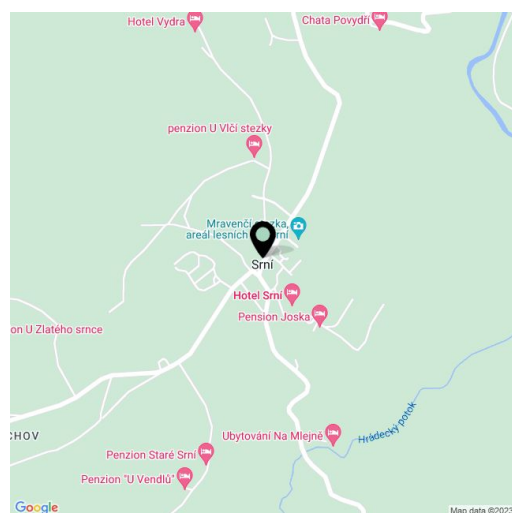 Hotel Vydra
Chata Povydří
penzion U Vlčí stezky
Mravenčí
areál lesních
Srní
Hotel Srní
Pension Joska
on U Zlatého srnce
CHOV
Ubytování Na Mlejně
Hrádecký potok
Penzion Staré Srní
Penzion "U Vendlů"
Google
Map data ©2023